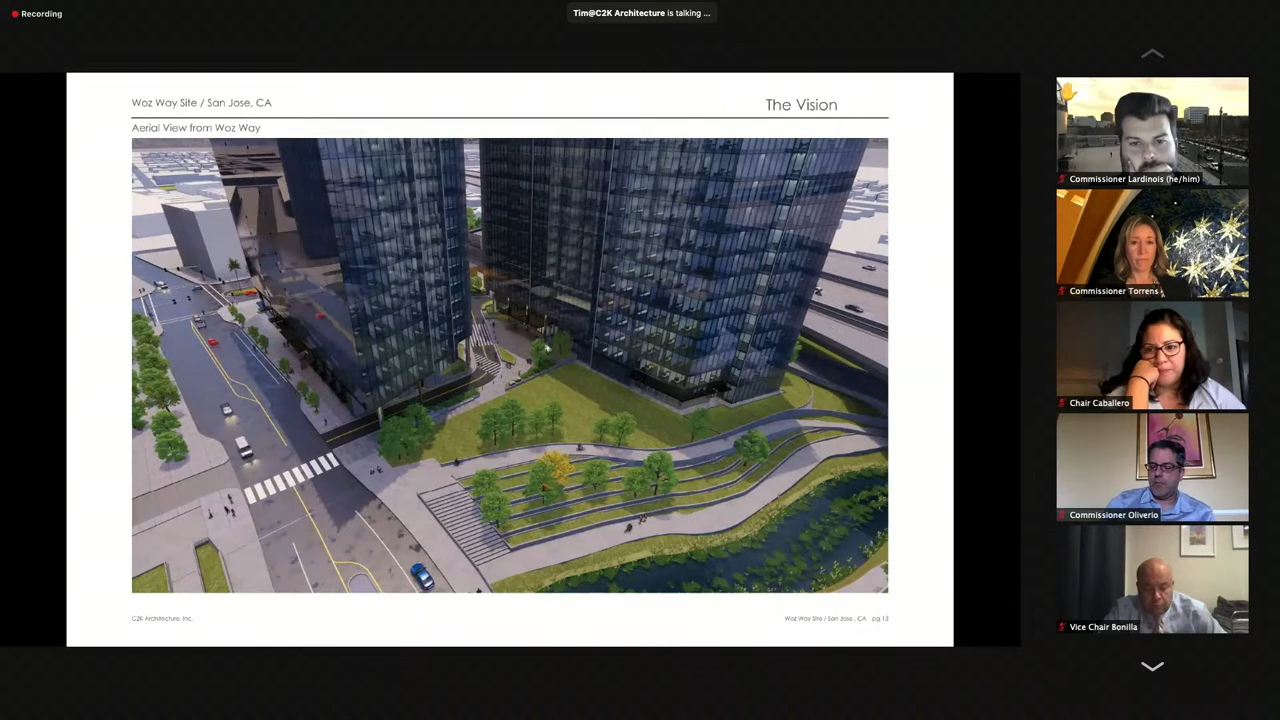 Recording
Tim@C2K Architecture is talking ...
Woz Way Site / San Jose, CA
The Vision
Aerial View from Woz Way
C2K Architecture, Inc.
Woz Way Site / San Jose , CA pg.13
Commissioner Lardinois (he/him)
Commissioner Torrens
Chair Caballero
Commissioner Oliverio
Vice Chair Bonilla